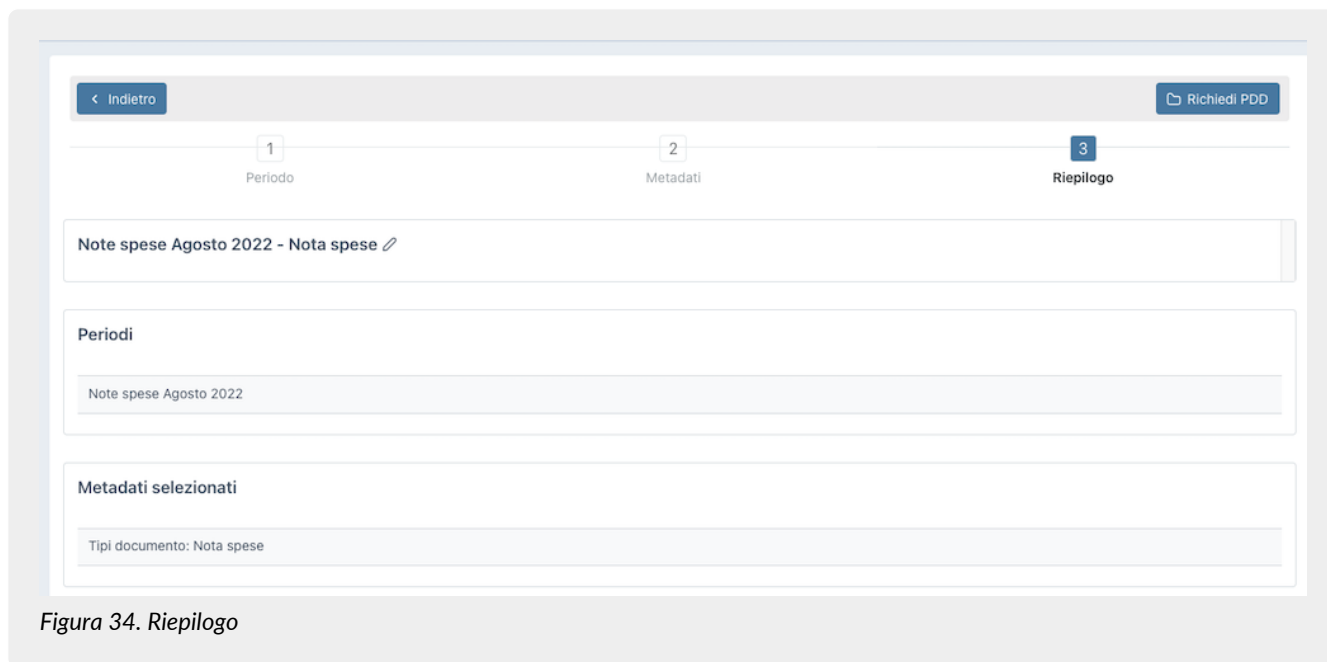 Indietro
Richiedi PDD
1
2
3
Periodo
Metadati
Riepilogo
Note spese Agosto 2022 - Nota spese
Periodi
Note spese Agosto 2022
Metadati selezionati
Tipi documento: Nota spese
Figura 34. Riepilogo